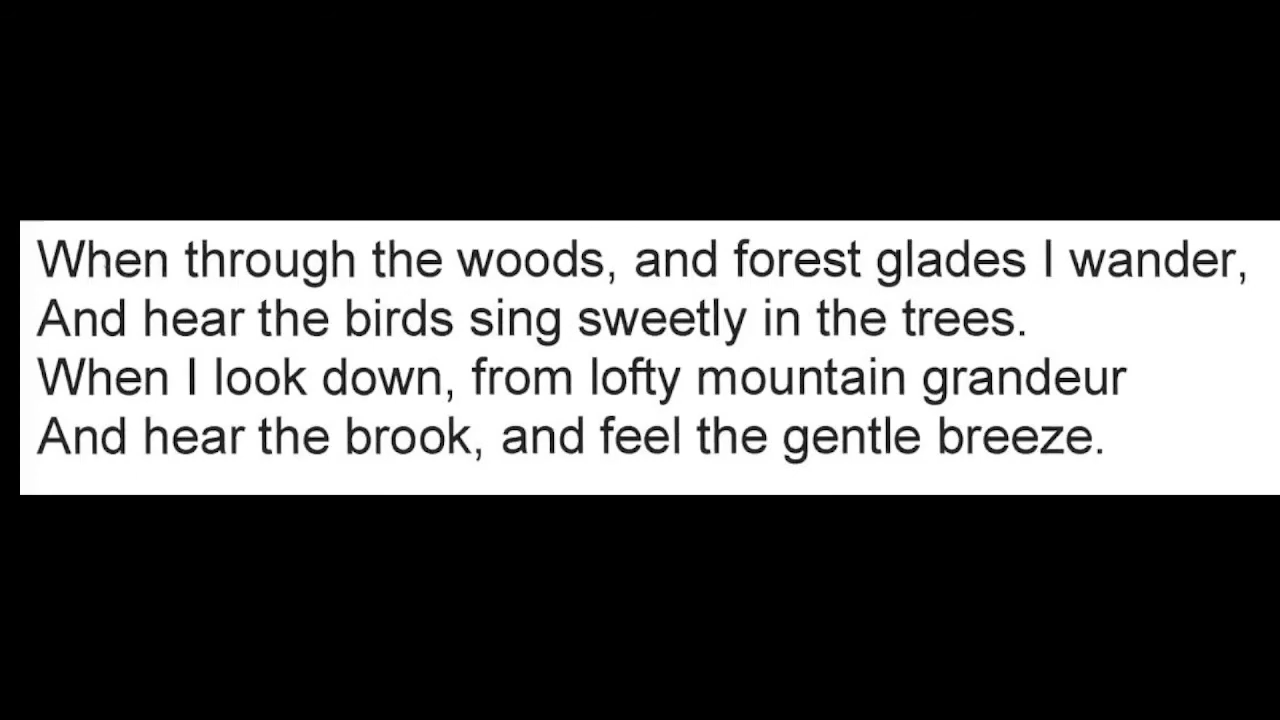 When through the woods, and forest glades I wander,
And hear the birds sing sweetly in the trees.
When I look down, from lofty mountain grandeur
And hear the brook, and feel the gentle breeze.